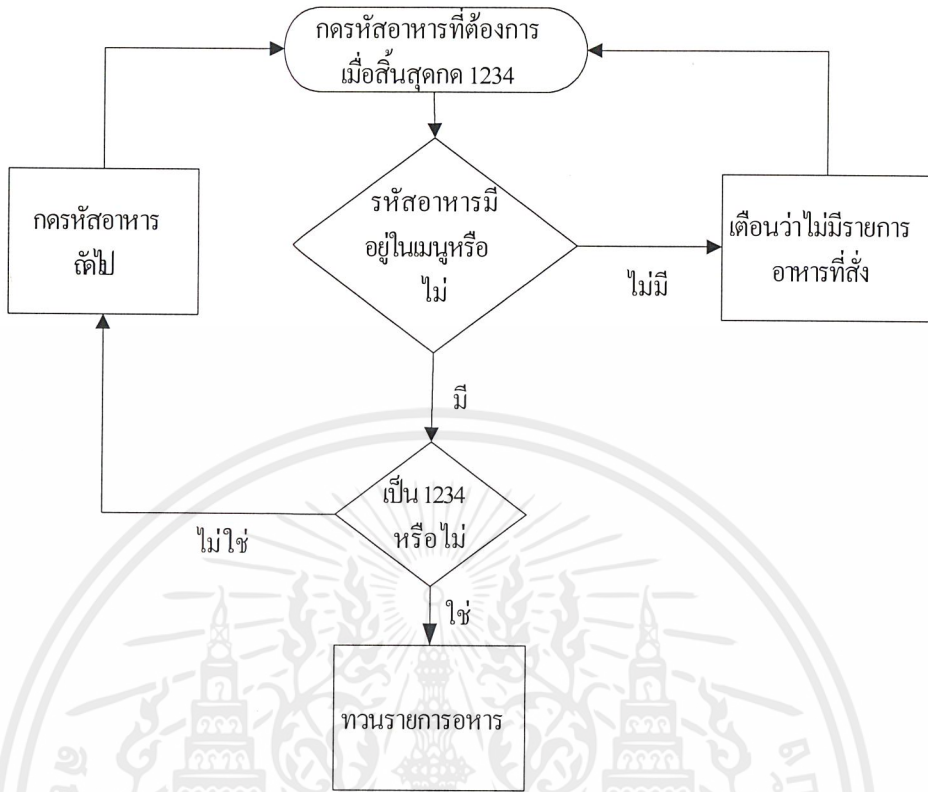 กดรหัสอาหารที่ต้องการ
เมื่อสิ้นสุดกด 1234
กดรหัสอาหาร
ถัดไป
รหัสอาหารมี
อยู่ในเมนูหรือ
ไม่
ไม่มี
เตือนว่าไม่มีรายการ
อาหารที่สั่ง
มี
เป็น 1234
หรือไม่
ไม่ใช่
ใช่
ทวนรายการอหาร